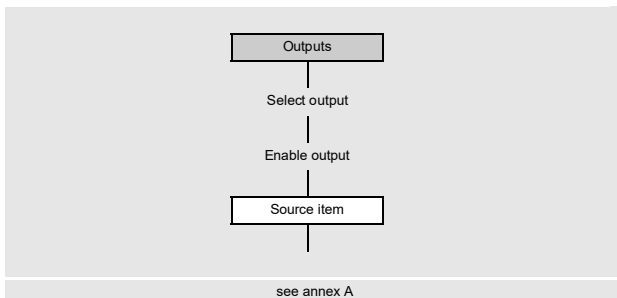 Outputs
Select output
Enable output
Source item
see annex A